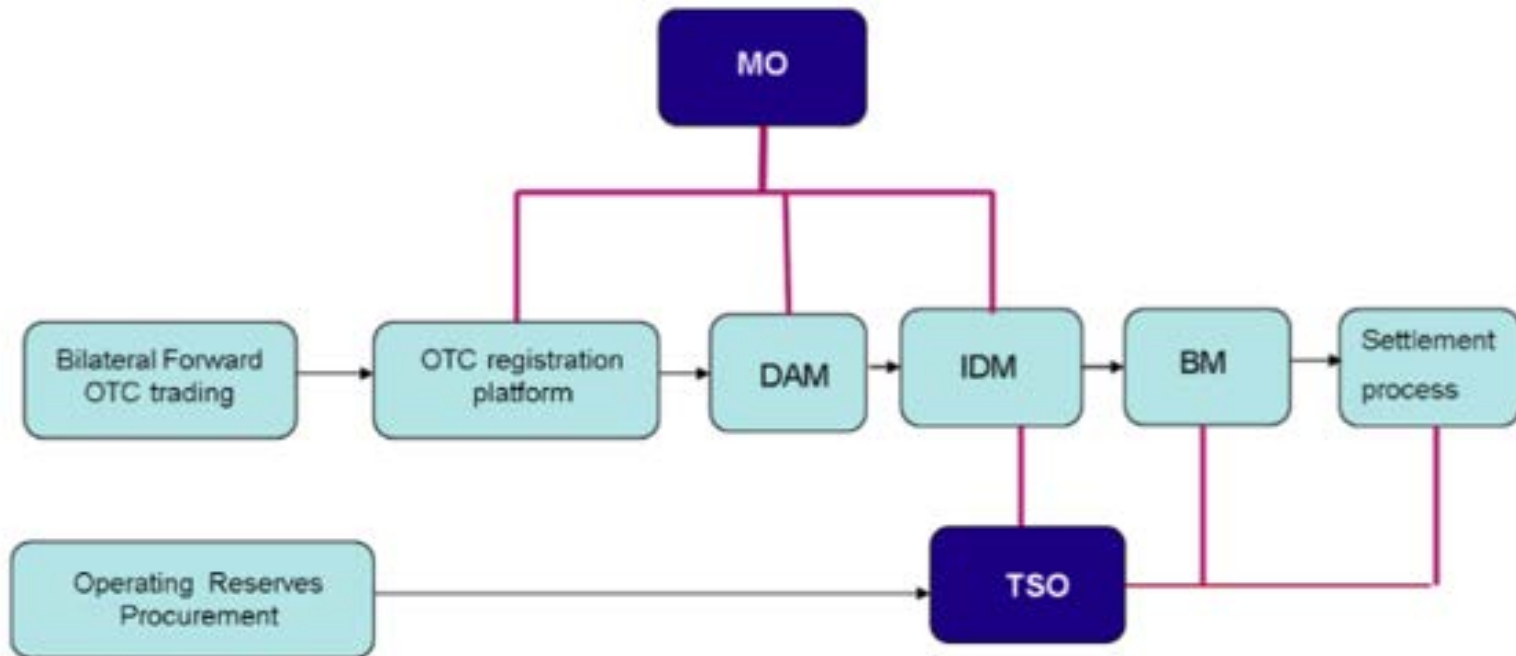 MO
Bilateral Forward
OTC trading
OTC registration
platform
DAM
IDM
BM
Settlement
process
Operating Reserves
Procurement
TSO